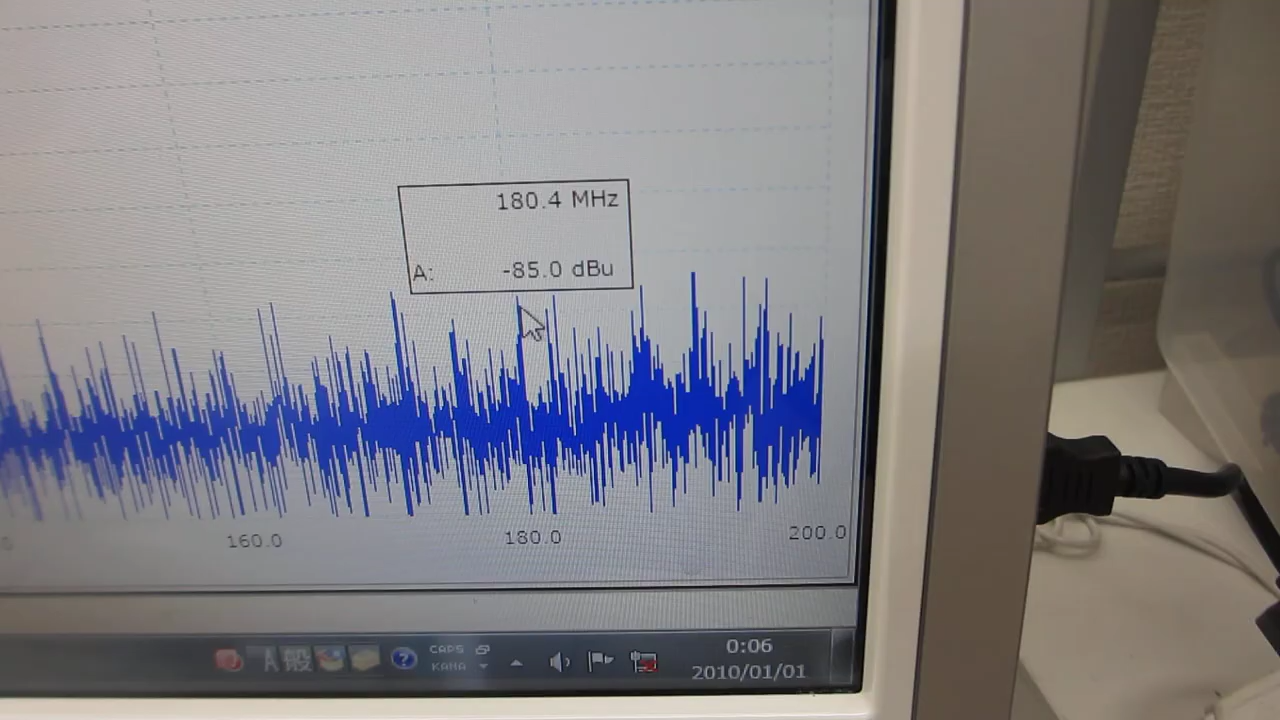 180.4 MHz
A: -85.0 dBu
160.0 180.0 200.0
A 般 CAPS
KANA
0:06
2010/01/01